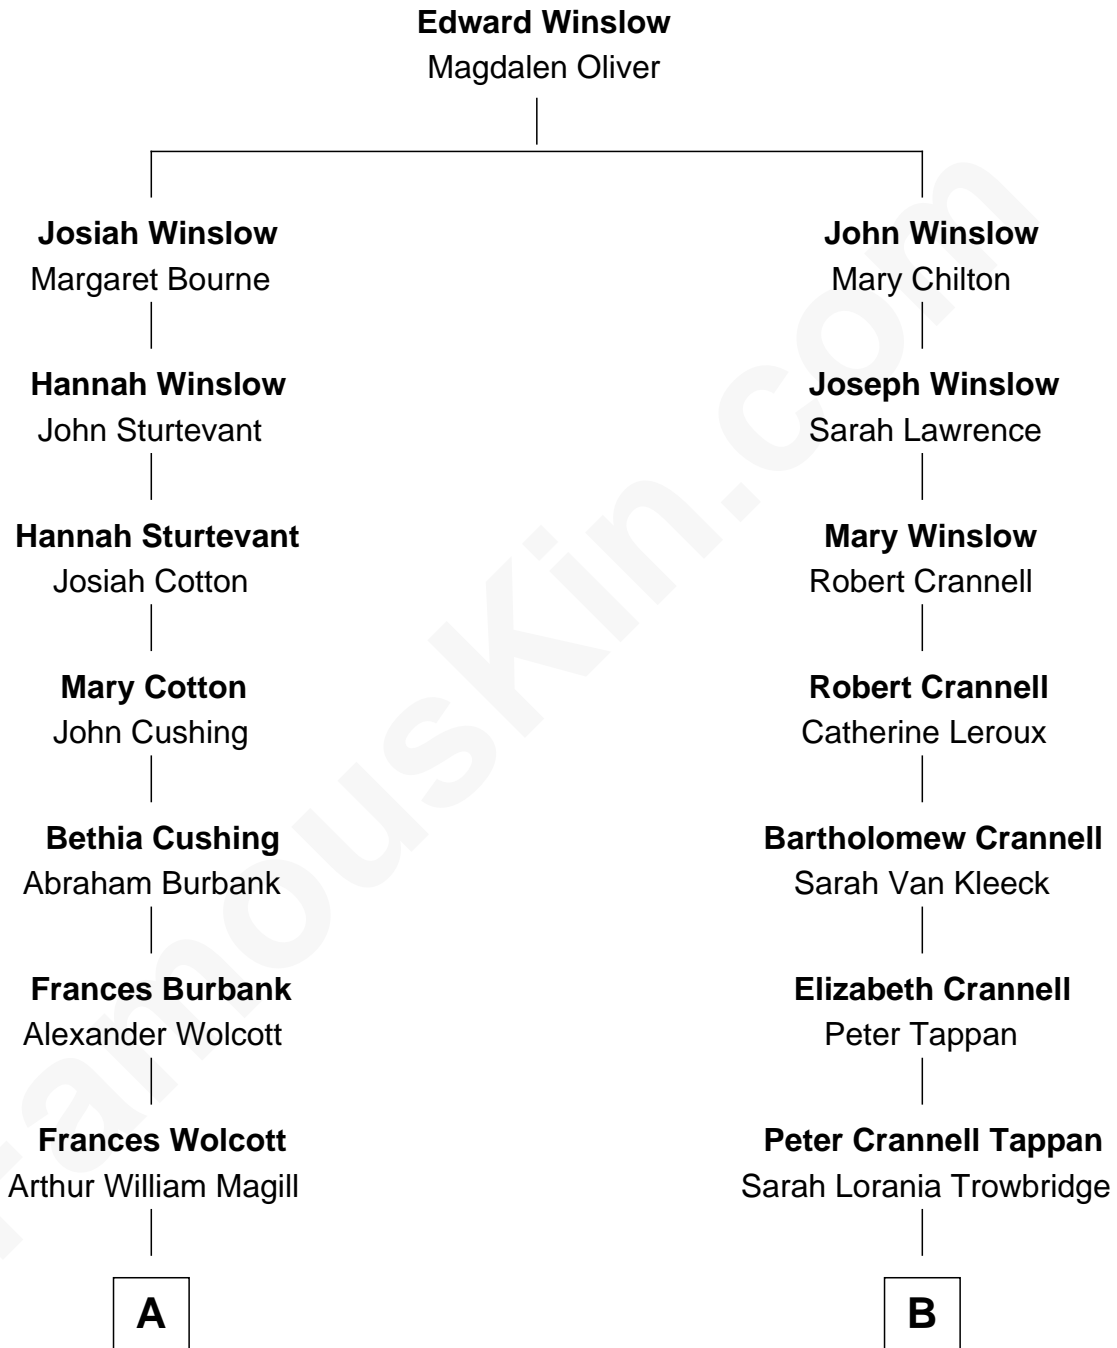 Edward Winslow
Magdalen Oliver
Josiah Winslow
Margaret Bourne
John Winslow
Mary Chilton
Hannah Winslow
John Sturtevant
Joseph Winslow
Sarah Lawrence
Hannah Sturtevant
Josiah Cotton
Mary Winslow
Robert Crannell
Mary Cotton
John Cushing
Robert Crannell
Catherine Leroux
Bethia Cushing
Abraham Burbank
Bartholomew Crannell
Sarah Van Kleeck
Frances Burbank
Alexander Wolcott
Elizabeth Crannell
Peter Tappan
Frances Wolcott
Arthur William Magill
Peter Crannell Tappan
Sarah Lorania Trowbridge
A
B
FamousKin.com